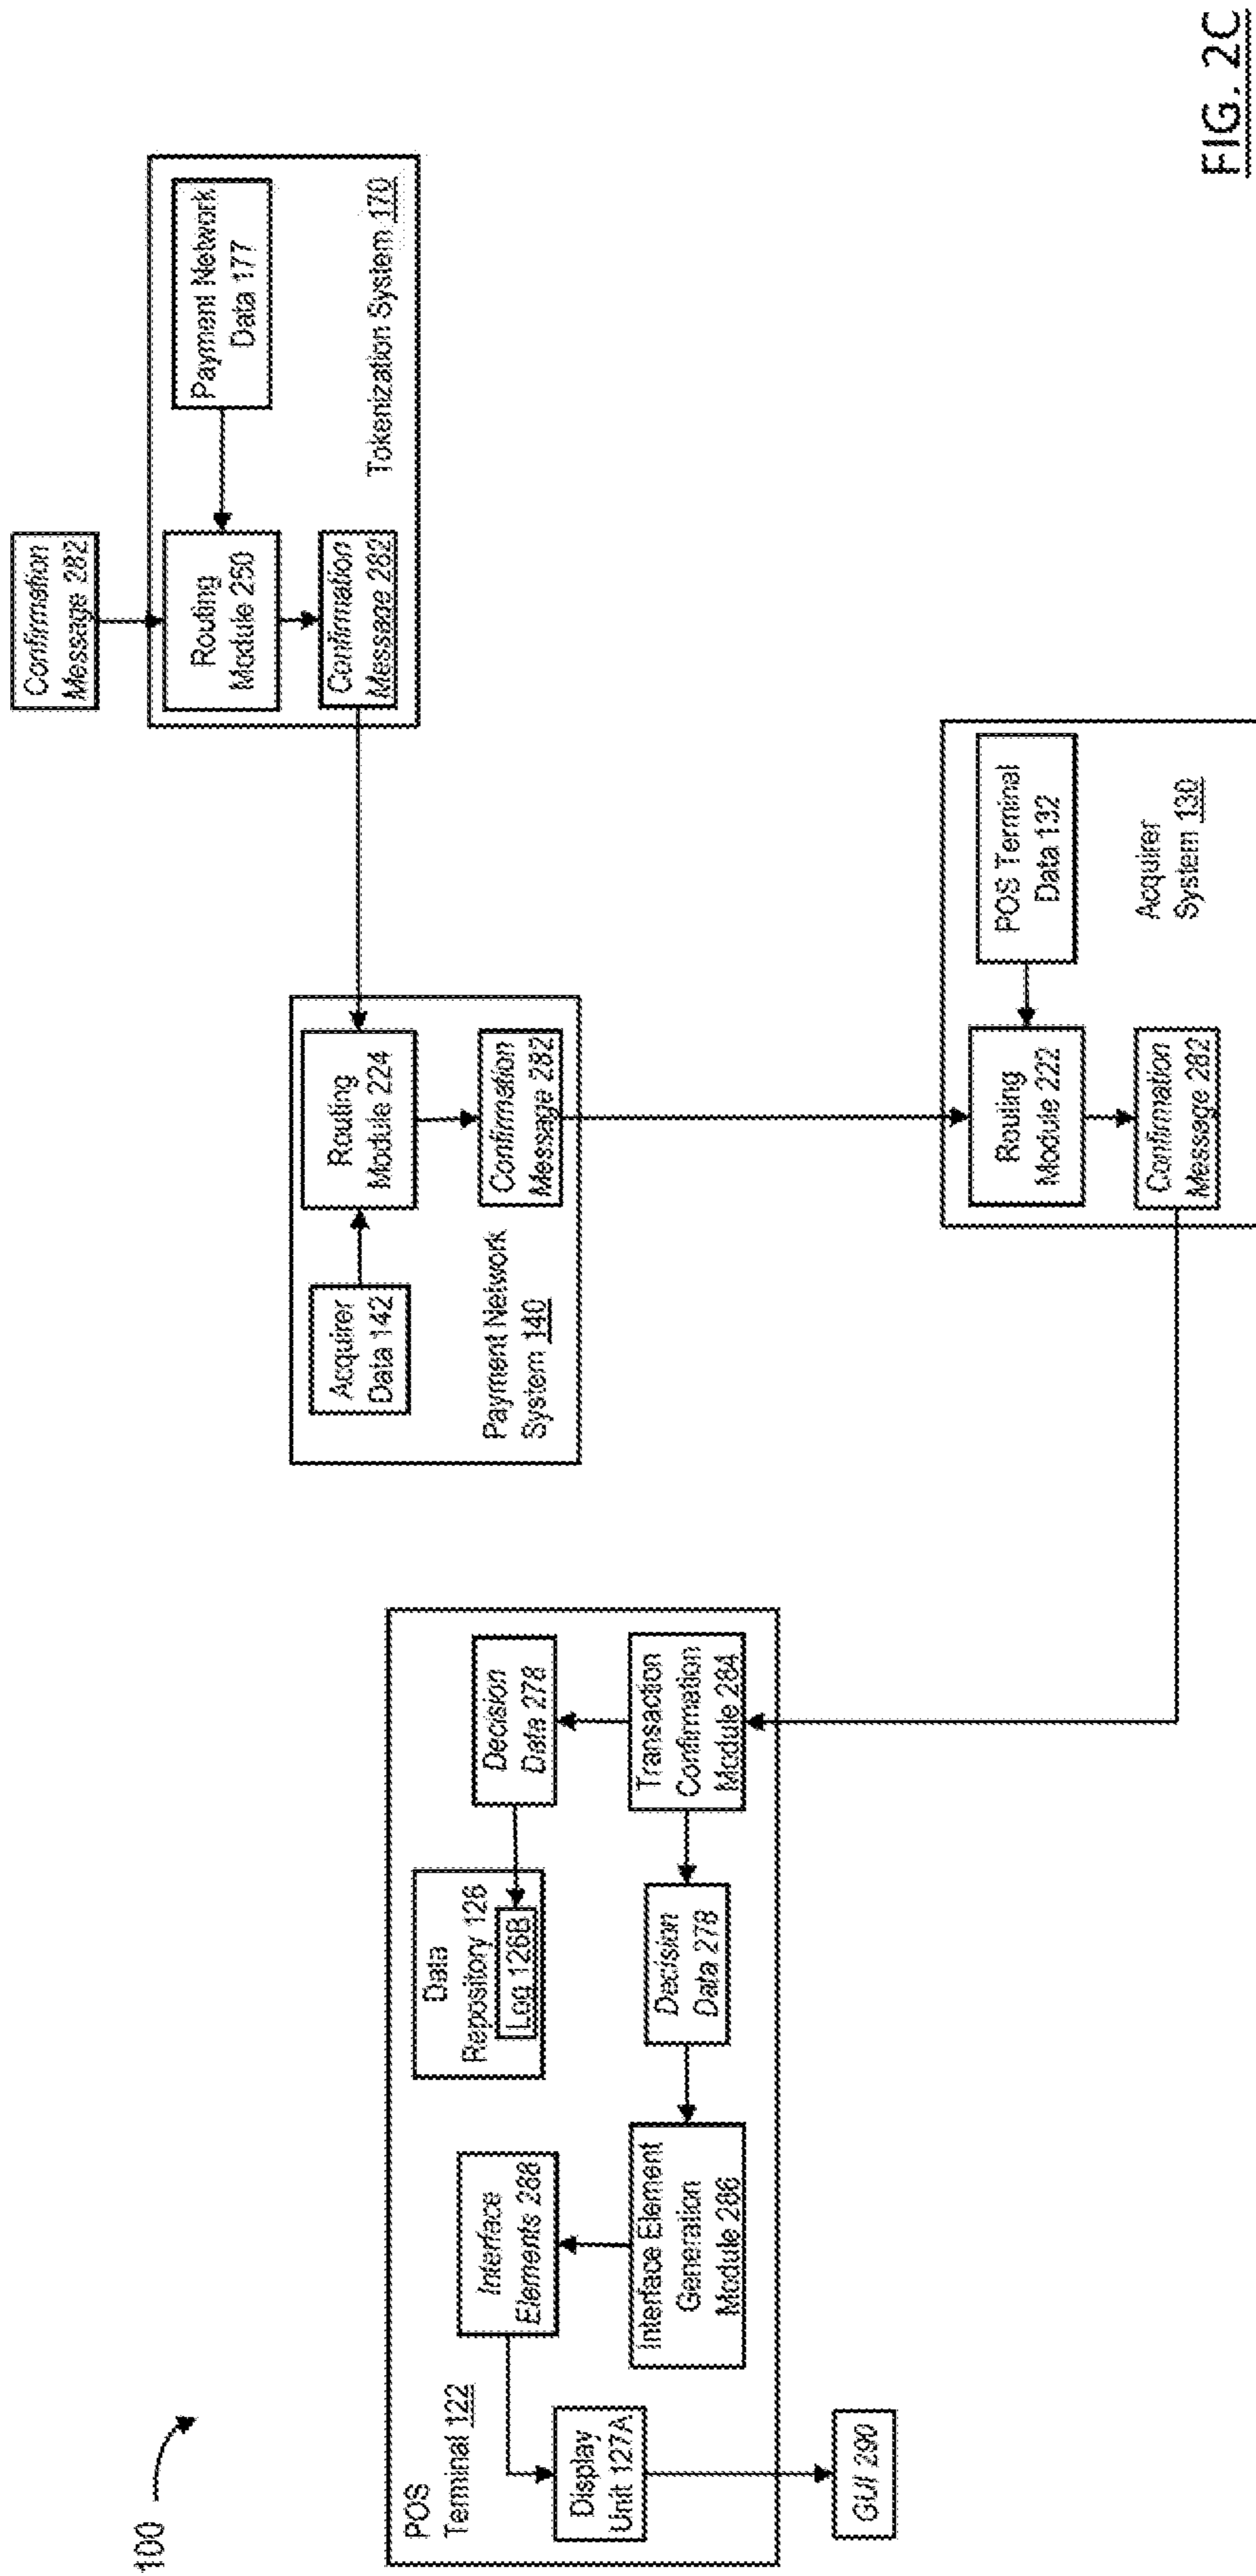 100
POS
Terminal 122
Display
Unit 127A
GUI 290
Interface
Elements 288
Interface Element
Generation
Module 286
Data
Repository 126
Log 126B
Decision
Data 278
Decision
Data 278
Transaction
Confirmation
Module 284
Acquirer
Data 142
Routing
Module 224
Confirmation
Message 282
Payment Network
System 140
Confirmation
Message 282
Routing
Module 250
Payment Network
Data 177
Confirmation
Message 282
Tokenization System 170
Routing
Module 222
POS Terminal
Data 132
Confirmation
Message 282
Acquirer
System 130
FIG. 2C